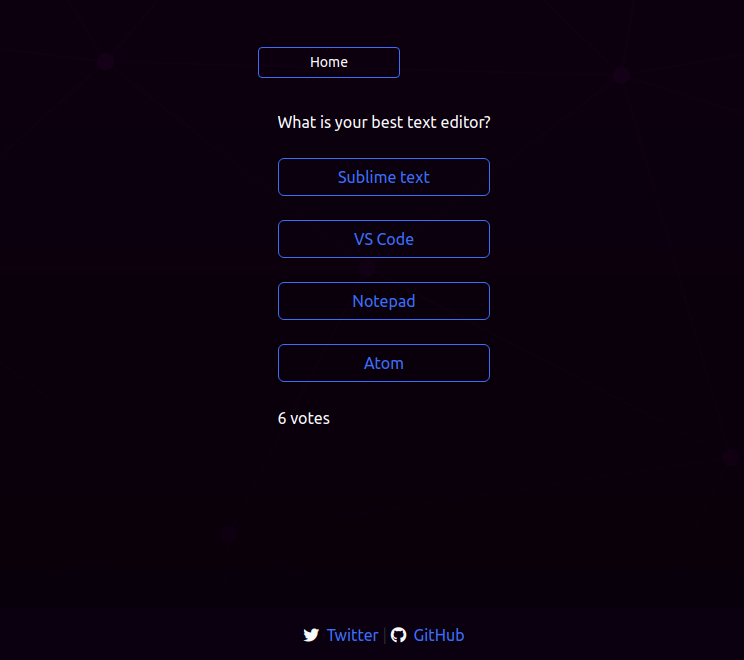 Home
What is your best text editor?
Sublime text
VS Code
Notepad
Atom
6 votes
Twitter | GitHub